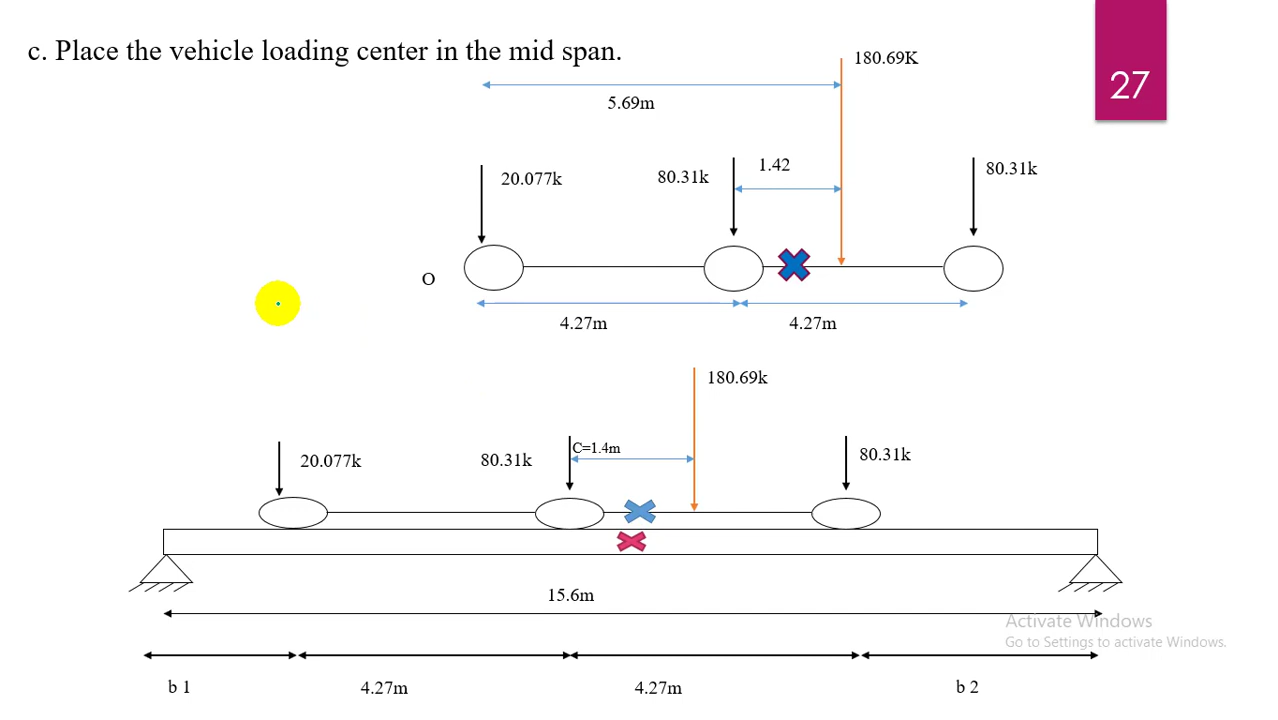 c. Place the vehicle loading center in the mid span.
27
180.69K
5.69m
1.42
20.077k
80.31k
80.31k
O
4.27m
4.27m
180.69k
C=1.4m
20.077k
80.31k
80.31k
15.6m
Activate Windows
Go to Settings to activate Windows.
b 1
4.27m
4.27m
b 2